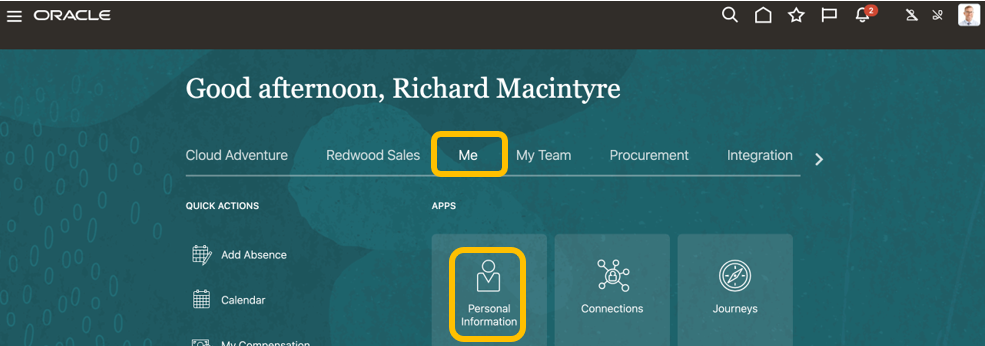 ORACLE
2
Good afternoon, Richard Macintyre
Cloud Adventure Redwood Sales Me My Team Procurement Integration
QUICK ACTIONS
Add Absence
Calendar
My Compensation
APPS
Personal
Information
Connections
Journeys